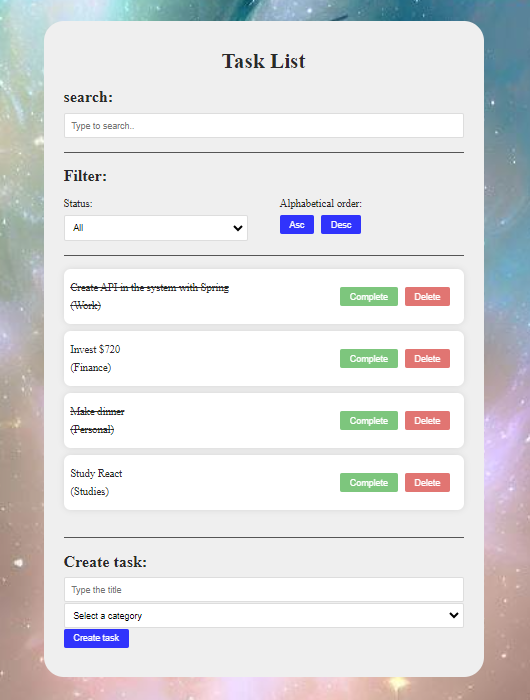 Task List
search:
Type to search..
Filter:
Status:
Alphabetical order:
All
Asc
Desc
Create API in the system with Spring
(Work)
Complete
Delete
Invest $720
(Finance)
Complete
Delete
Make dinner
(Personal)
Complete
Delete
Study React
(Studies)
Complete
Delete
Create task:
Type the title
Select a category
Create task